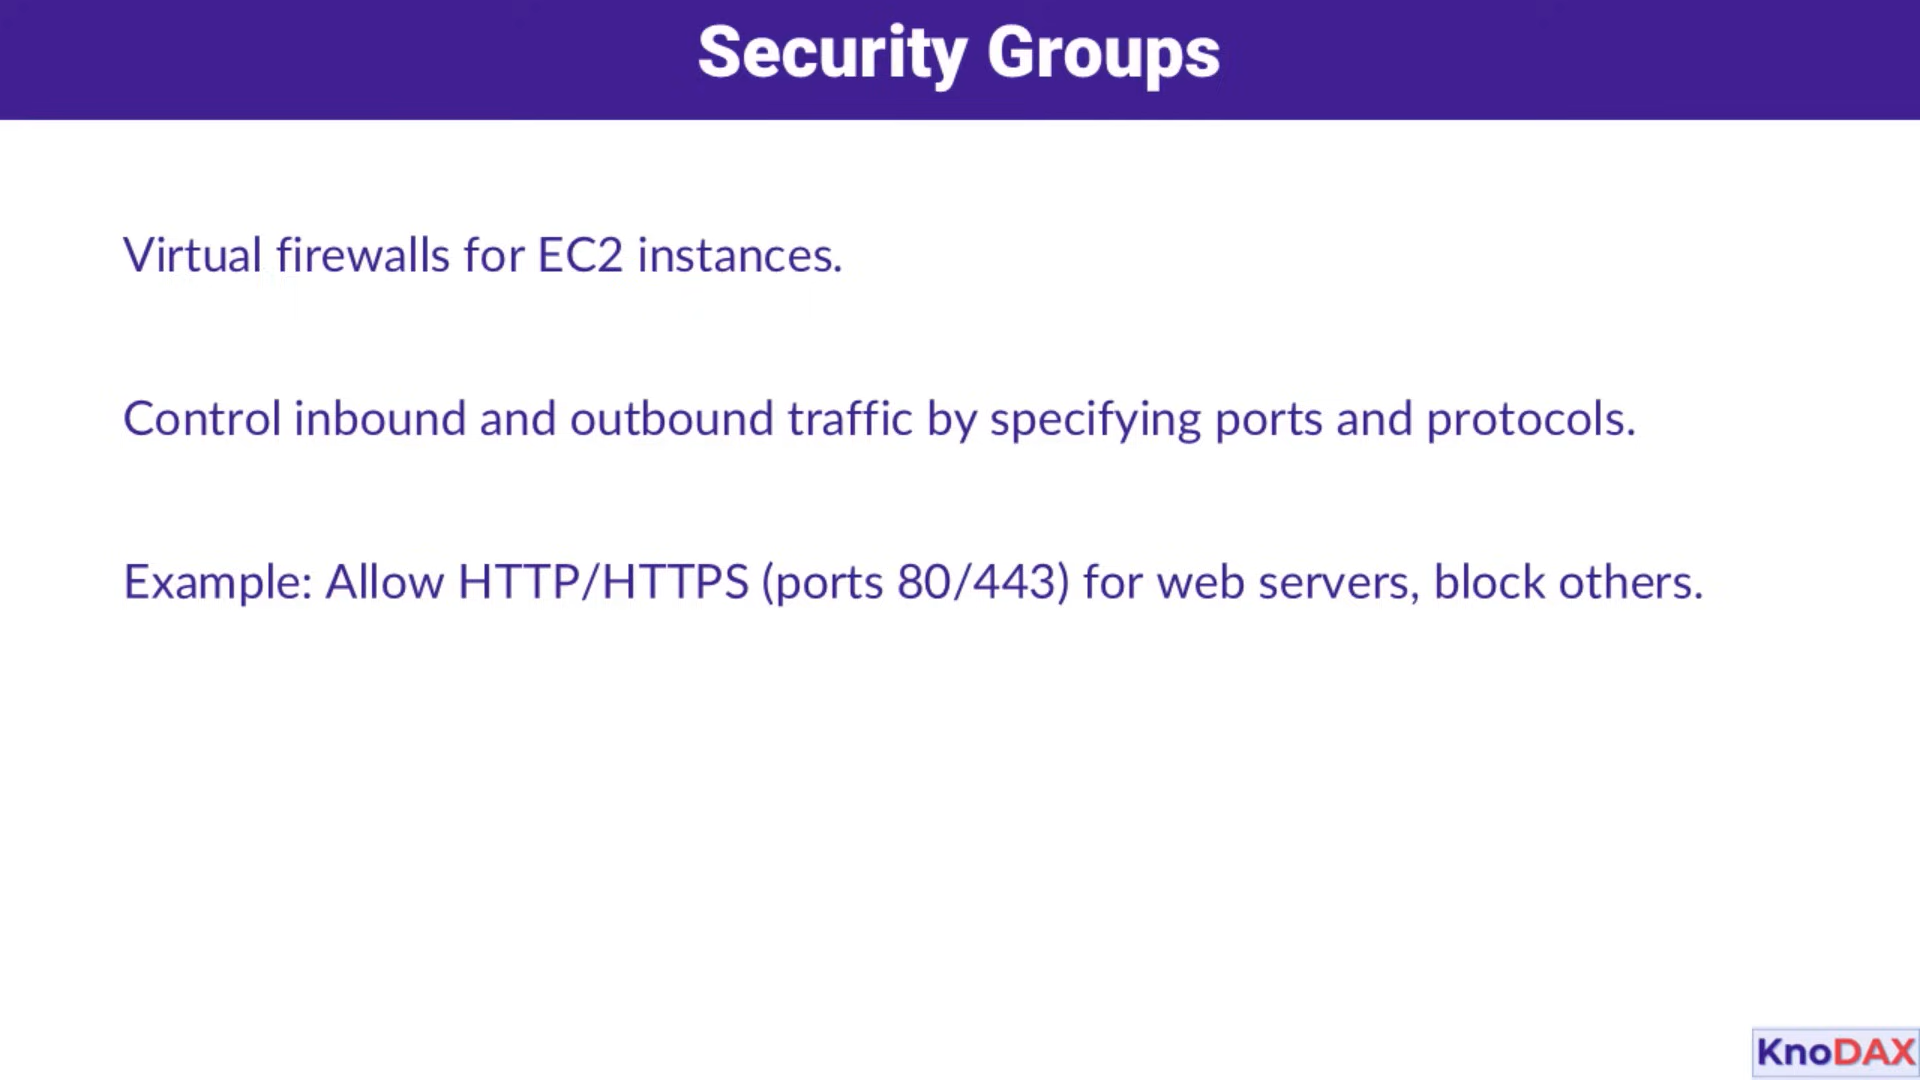 Security Groups
Virtual firewalls for EC2 instances.
Control inbound and outbound traffic by specifying ports and protocols.
Example: Allow HTTP/HTTPS (ports 80/443) for web servers, block others.
KnoDAX